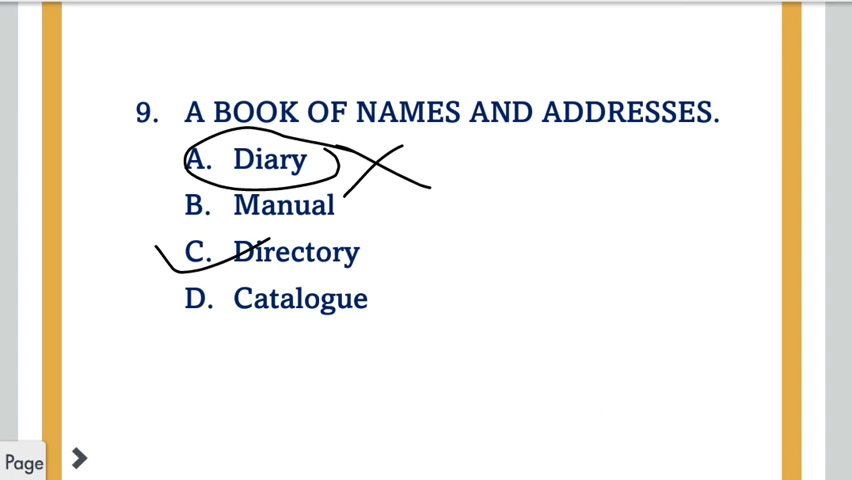 9. A BOOK OF NAMES AND ADDRESSES.
A. Diary
B. Manual
C. Directory
D. Catalogue
Page